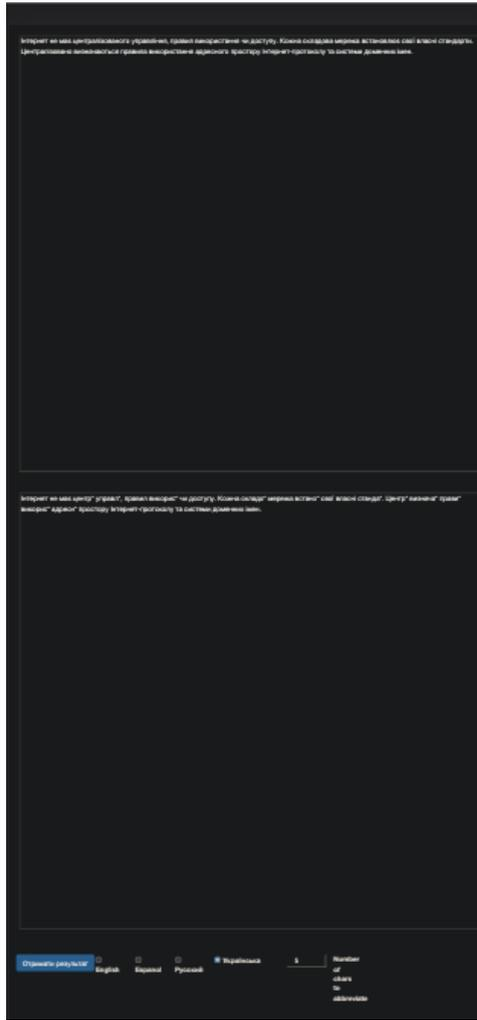 Інтернет не має централізованого управління, правил використання чи доступу. Кожна складова мережа встановлює свої власні стандарти.
Централізовано визначаються правила використання адресного простору Інтернет-протоколу та системи доменних імен.
Інтернет не має центр" управл", правил викорис" чи доступу. Кожна складо" мережа встано" свої власні станда". Центр" визнача" прави"
викорис" адресн" простору Інтернет-протоколу та системи доменних імен.
Отримати результат
English
Espanol
Русский
Українська
5
Number
of
chars
to
abbreviate